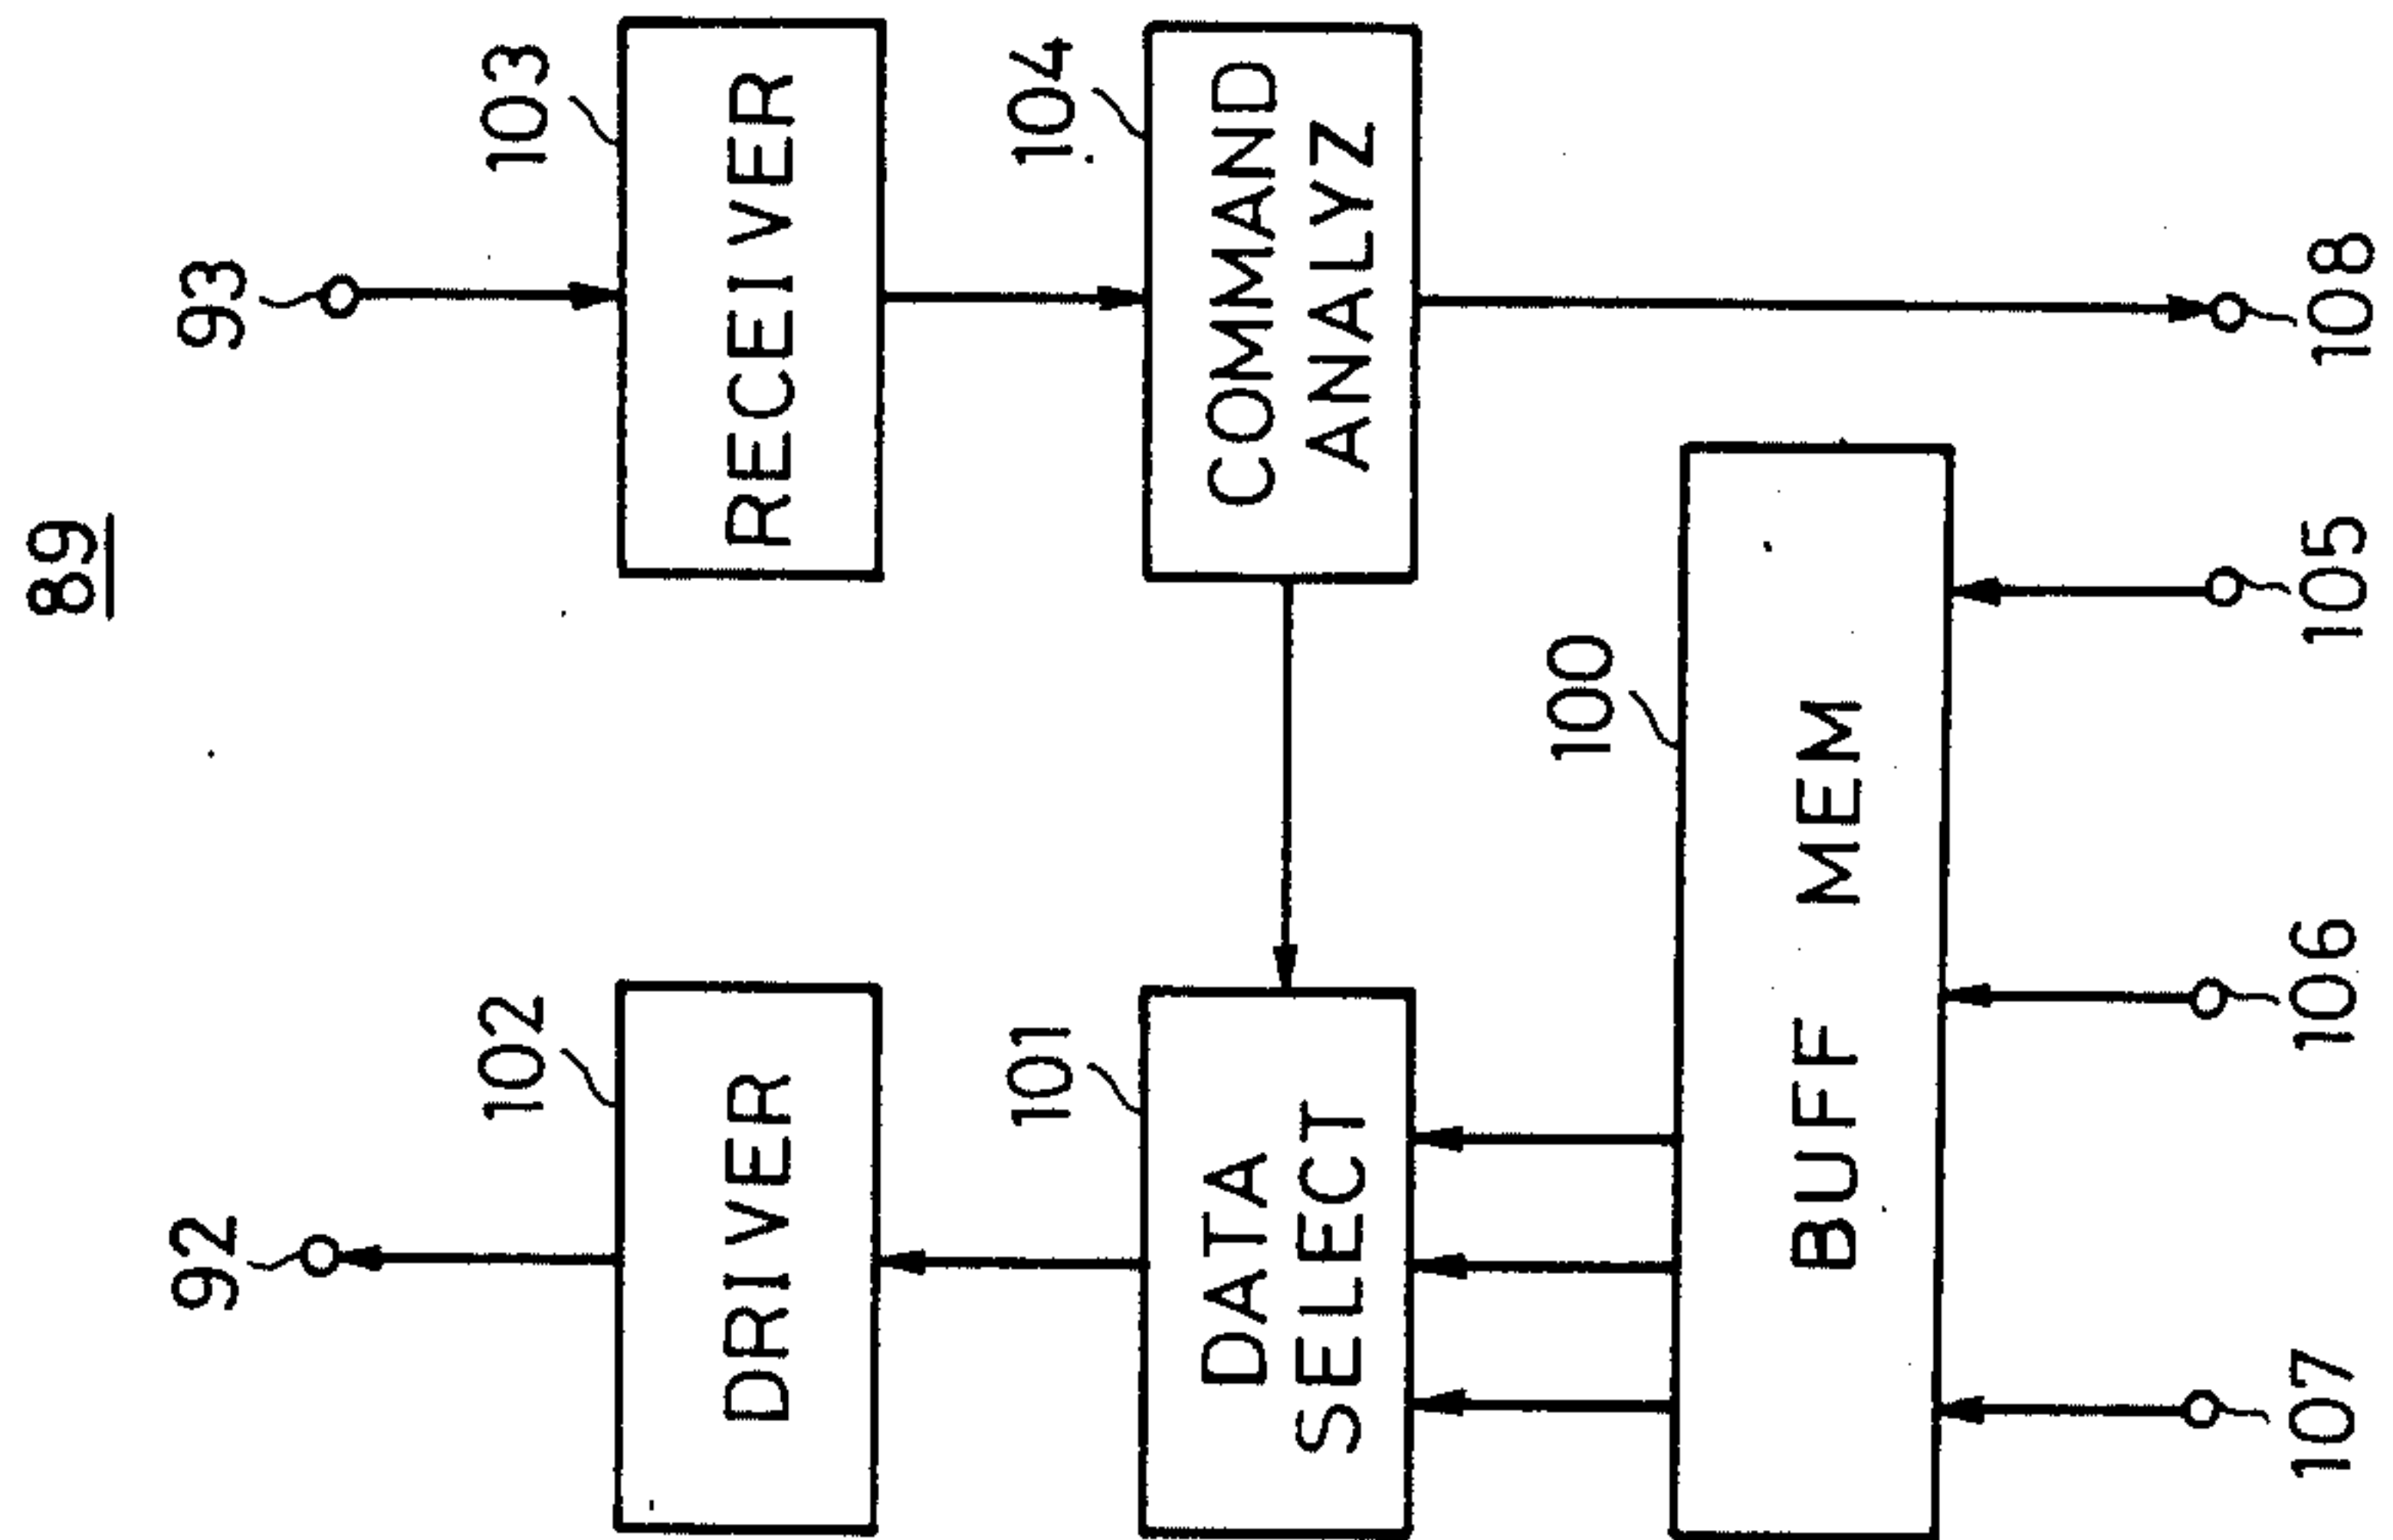 89
92
93
102
103
DRIVER
RECEIVER
101
104
DATA
SELECT
COMMAND
ANALYZ
100
BUFF MEM
107
106
105
108